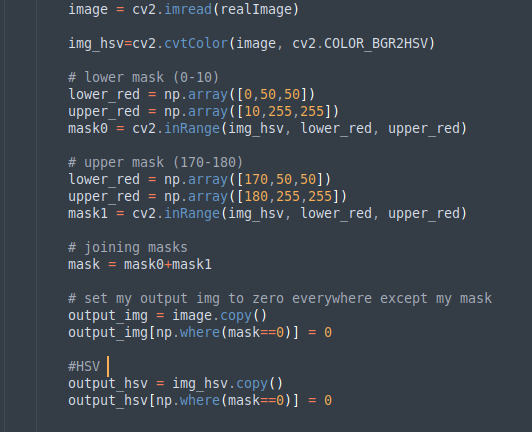 image = cv2.imread(realImage)
img_hsv=cv2.cvtColor(image, cv2.COLOR_BGR2HSV)
# lower mask (0-10)
lower_red = np.array([0,50,50])
upper_red = np.array([10,255,255])
mask0 = cv2.inRange(img_hsv, lower_red, upper_red)
# upper mask (170-180)
lower_red = np.array([170,50,50])
upper_red = np.array([180,255,255])
mask1 = cv2.inRange(img_hsv, lower_red, upper_red)
# joining masks
mask = mask0+mask1
# set my output img to zero everywhere except my mask
output_img = image.copy()
output_img[np.where(mask==0)] = 0
#HSV
output_hsv = img_hsv.copy()
output_hsv[np.where(mask==0)] = 0